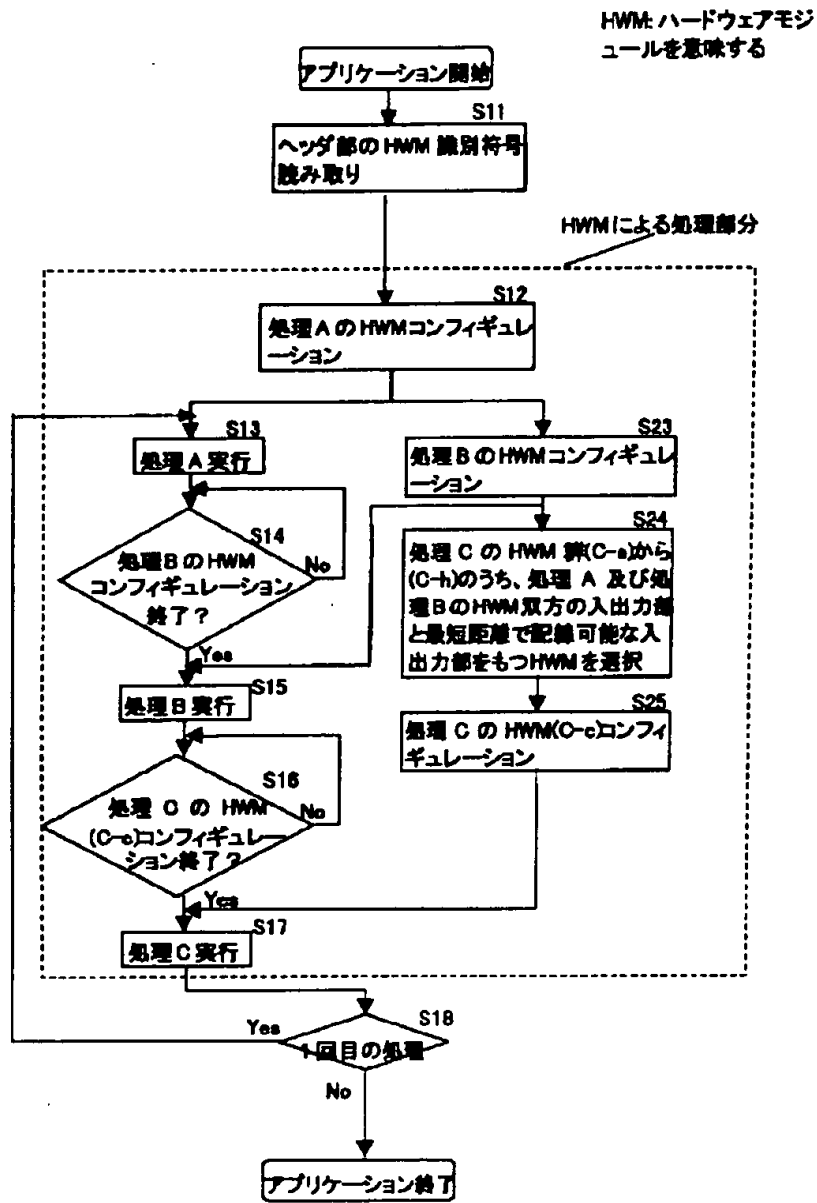 HWM: ハードウェアモジ
ュールを意味する
アプリケーション開始
S11
ヘッダ部のHWM 識別符号
読み取り
HWMによる処理部分
S12
処理AのHWMコンフィギュレ
ーション
S13
処理A実行
S23
処理BのHWMコンフィギュレ
ーション
S14
処理BのHWM
コンフィギュレーション
終了?
No
Yes
S24
処理CのHWM群(C-a)から
(C-h)のうち、処理A及び処
理BのHWM双方の入出力部
と最短距離で配線可能な入
出力部をもつHWMを選択
S15
処理B実行
S25
処理CのHWM(C-c)コンフィ
ギュレーション
S16
処理CのHWM
(C-c)コンフィギュレー
ション終了?
No
Yes
S17
処理C実行
S18
1回目の処理
Yes
No
アプリケーション終了